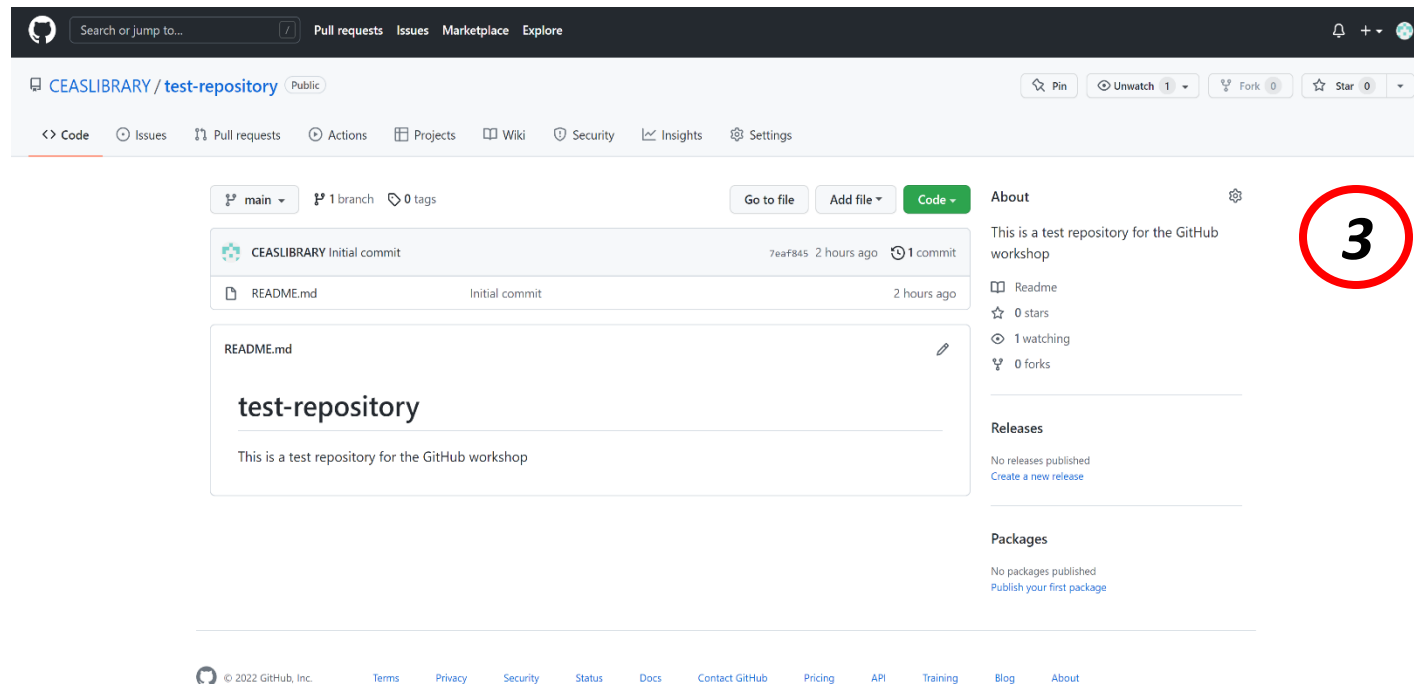 Search or jump to... / Pull requests Issues Marketplace Explore
CEASLIBRARY / test-repository Public Pin Unwatch 1 Fork 0 Star 0
Code Issues Pull requests Actions Projects Wiki Security Insights Settings
main 1 branch 0 tags Go to file Add file Code
CEASLIBRARY Initial commit 7eaf845 2 hours ago 1 commit
README.md Initial commit 2 hours ago
README.md
test-repository
This is a test repository for the GitHub workshop
About
This is a test repository for the GitHub
workshop
Readme
0 stars
1 watching
0 forks
Releases
No releases published
Create a new release
Packages
No packages published
Publish your first package
3
© 2022 GitHub, Inc. Terms Privacy Security Status Docs Contact GitHub Pricing API Training Blog About